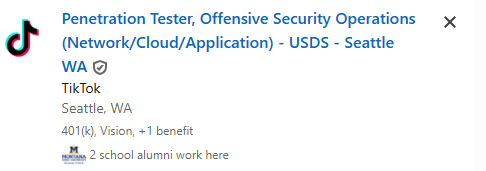 Penetration Tester, Offensive Security Operations
(Network/Cloud/Application) - USDS - Seattle
WA
TikTok
Seattle, WA
401(k), Vision, +1 benefit
MONTANA
2 school alumni work here